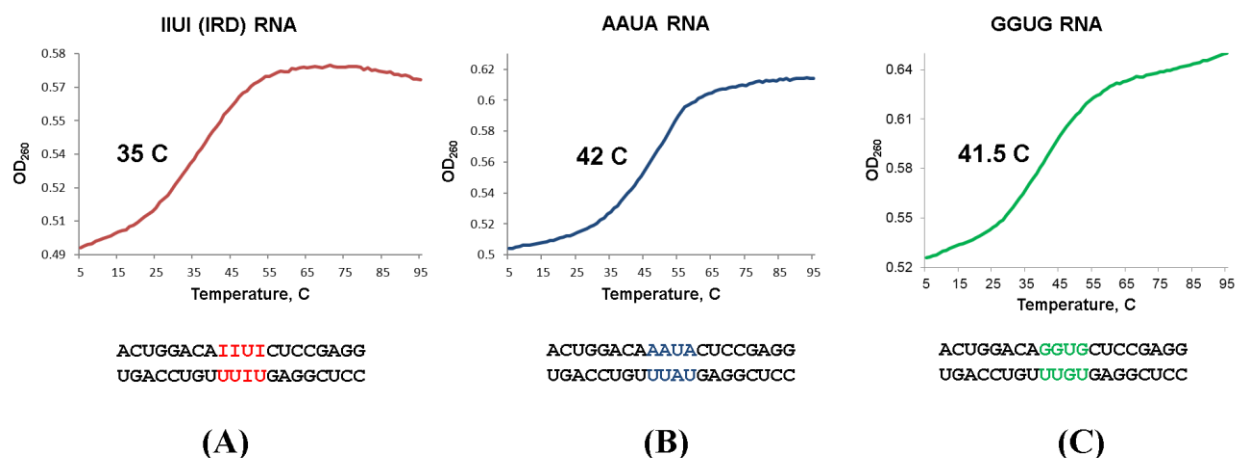 IIUI (IRD) RNA
0.58
0.57
0.55
0.54
0.52
0.51
0.49
OD260
35 C
5 15 25 35 45 55 65 75 85 95
Temperature, C
ACUGGACAIIUICUCCGAGG
UGACCUGUUUIUGAGGCUCC
(A)
AAUA RNA
0.62
0.6
0.58
0.56
0.54
0.52
0.5
OD260
42 C
5 15 25 35 45 55 65 75 85 95
Temperature, C
ACUGGACAAAUACUCCGAGG
UGACCUGUUUAUGAGGCUCC
(B)
GGUG RNA
0.64
0.61
0.58
0.55
0.52
OD260
41.5 C
5 15 25 35 45 55 65 75 85 95
Temperature, C
ACUGGACAGGUGCUCCGAGG
UGACCUGUUUGUGAGGCUCC
(C)